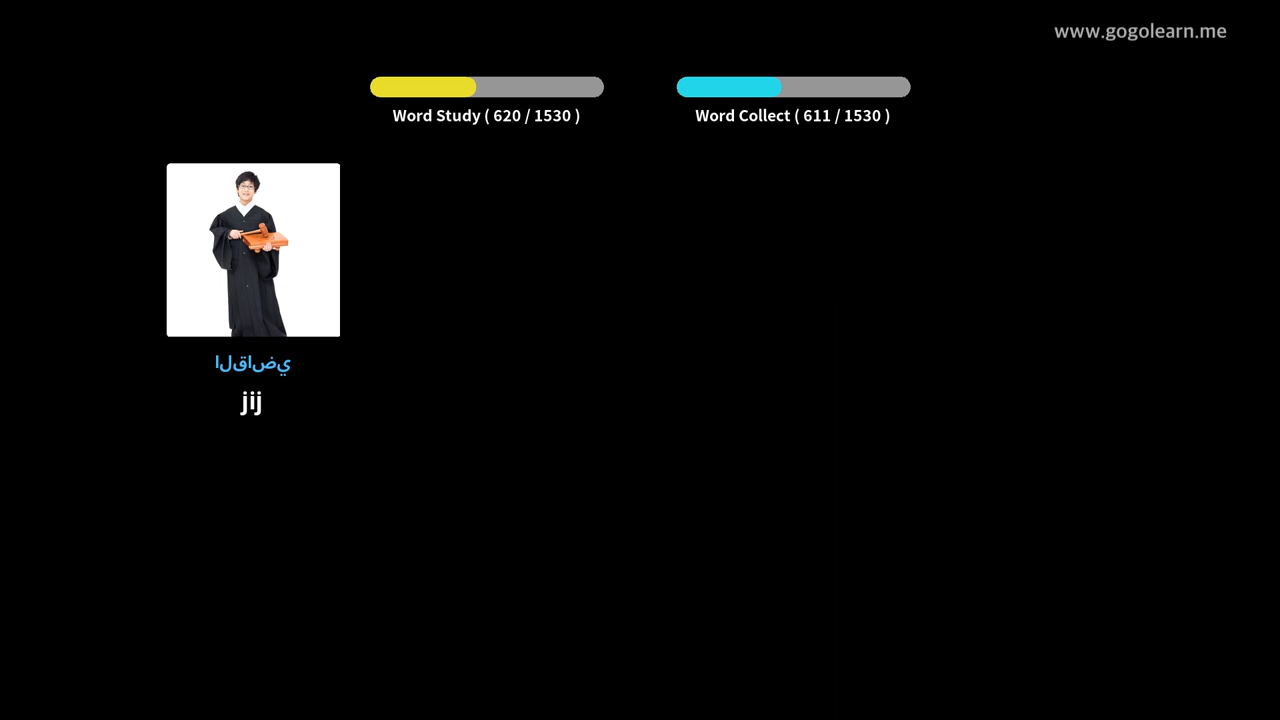 www.gogolearn.me
Word Study ( 620 / 1530 )
Word Collect ( 611 / 1530 )
القاضي
jij